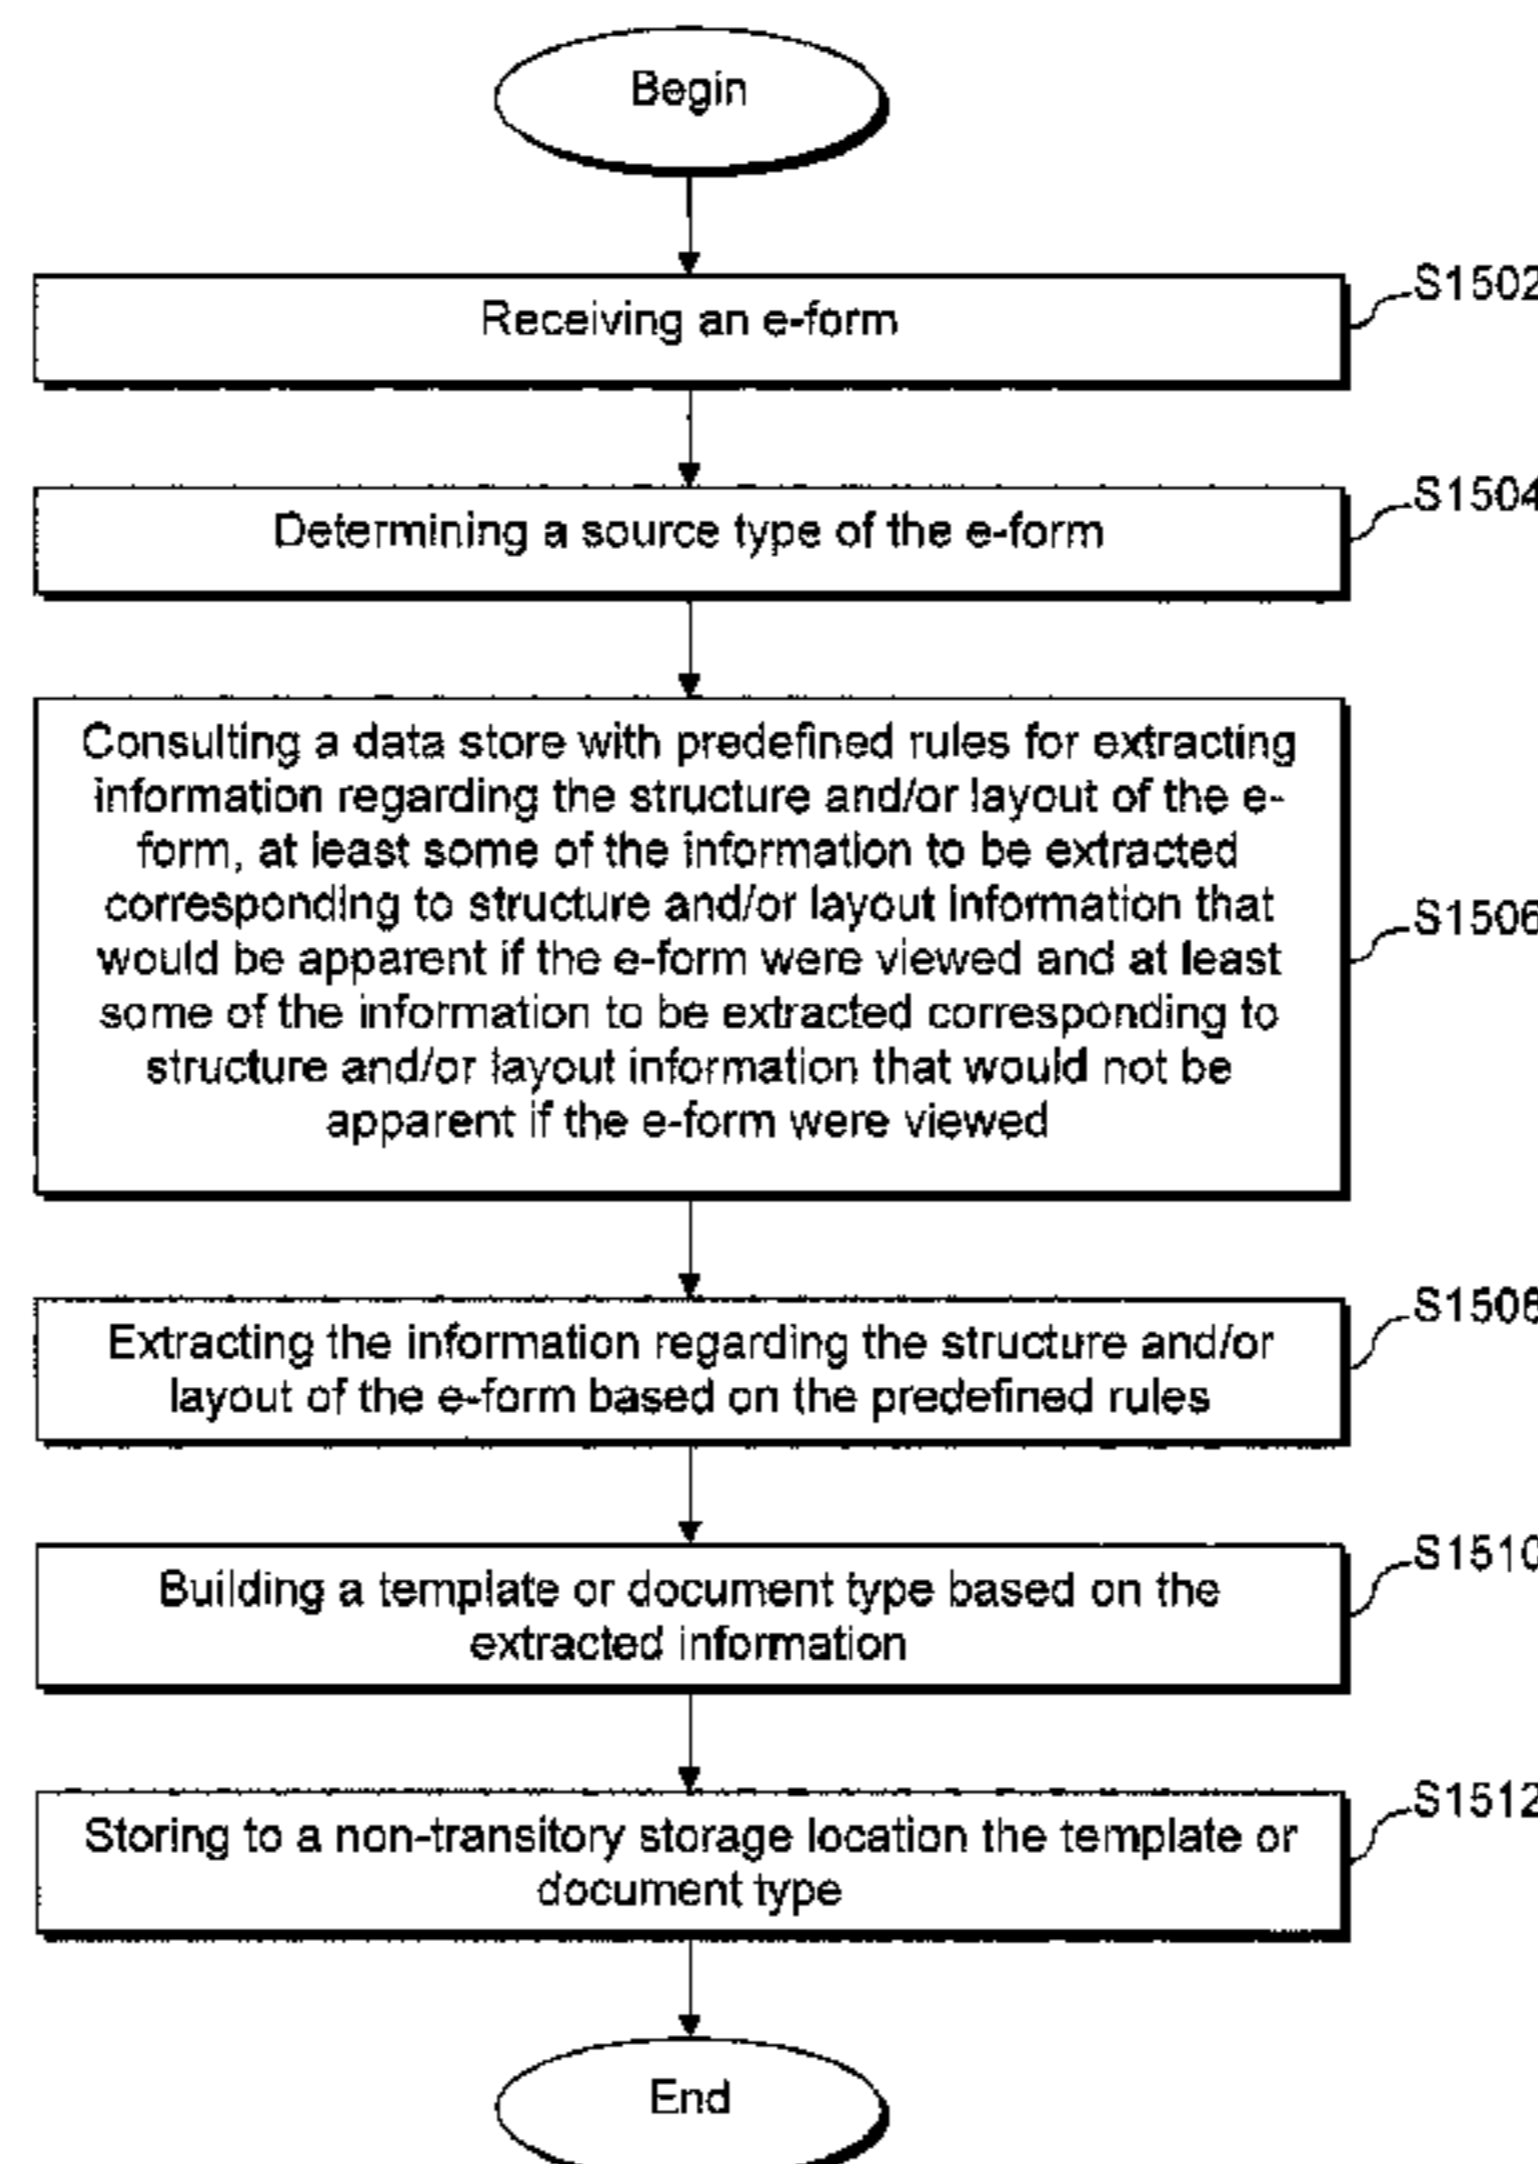 Begin
Receiving an e-form
S1502
Determining a source type of the e-form
S1504
Consulting a data store with predefined rules for extracting
information regarding the structure and/or layout of the e-
form, at least some of the information to be extracted
corresponding to structure and/or layout information that
would be apparent if the e-form were viewed and at least
some of the information to be extracted corresponding to
structure and/or layout information that would not be
apparent if the e-form were viewed
S1506
Extracting the information regarding the structure and/or
layout of the e-form based on the predefined rules
S1508
Building a template or document type based on the
extracted information
S1510
Storing to a non-transitory storage location the template or
document type
S1512
End